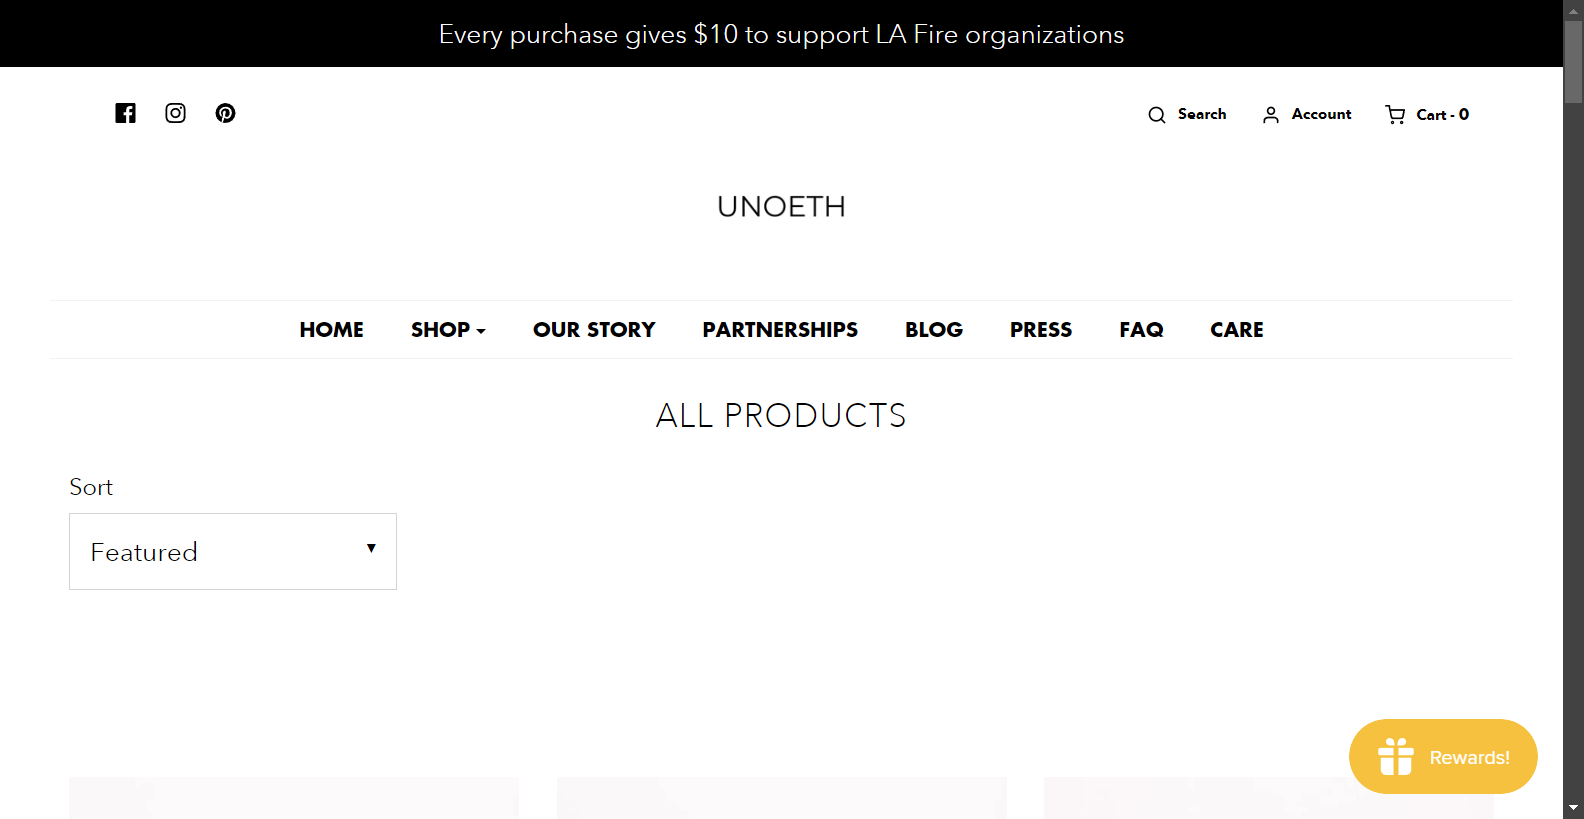 Every purchase gives $10 to support LA Fire organizations
Search
Account
Cart - 0
UNOETH
HOME
SHOP
OUR STORY
PARTNERSHIPS
BLOG
PRESS
FAQ
CARE
ALL PRODUCTS
Sort
Featured
Rewards!